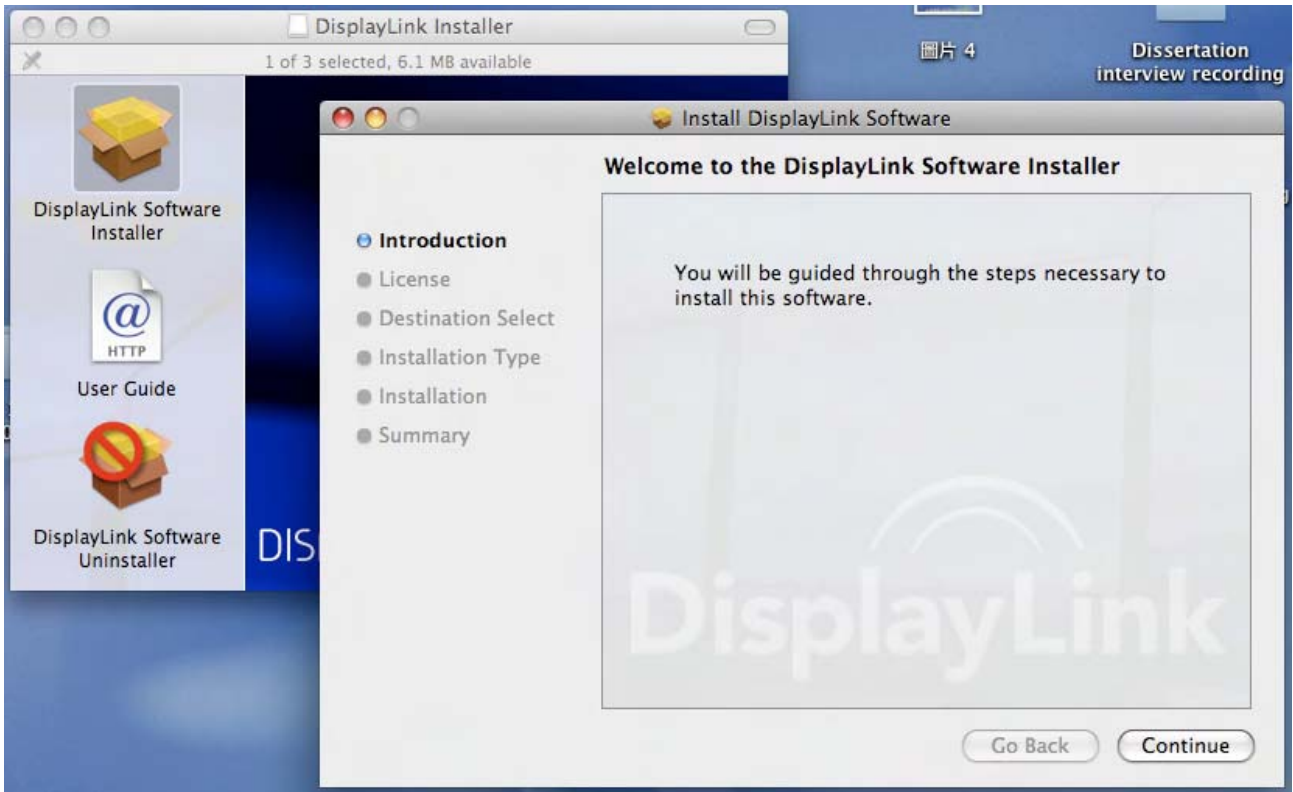 DisplayLink Installer
1 of 3 selected, 6.1 MB available
DisplayLink Software
Installer
HTTP
User Guide
DisplayLink Software
Uninstaller
DIS
圖片 4
Dissertation
interview recording
Install DisplayLink Software
Welcome to the DisplayLink Software Installer
Introduction
License
Destination Select
Installation Type
Installation
Summary
You will be guided through the steps necessary to
install this software.
DisplayLink
Go Back
Continue